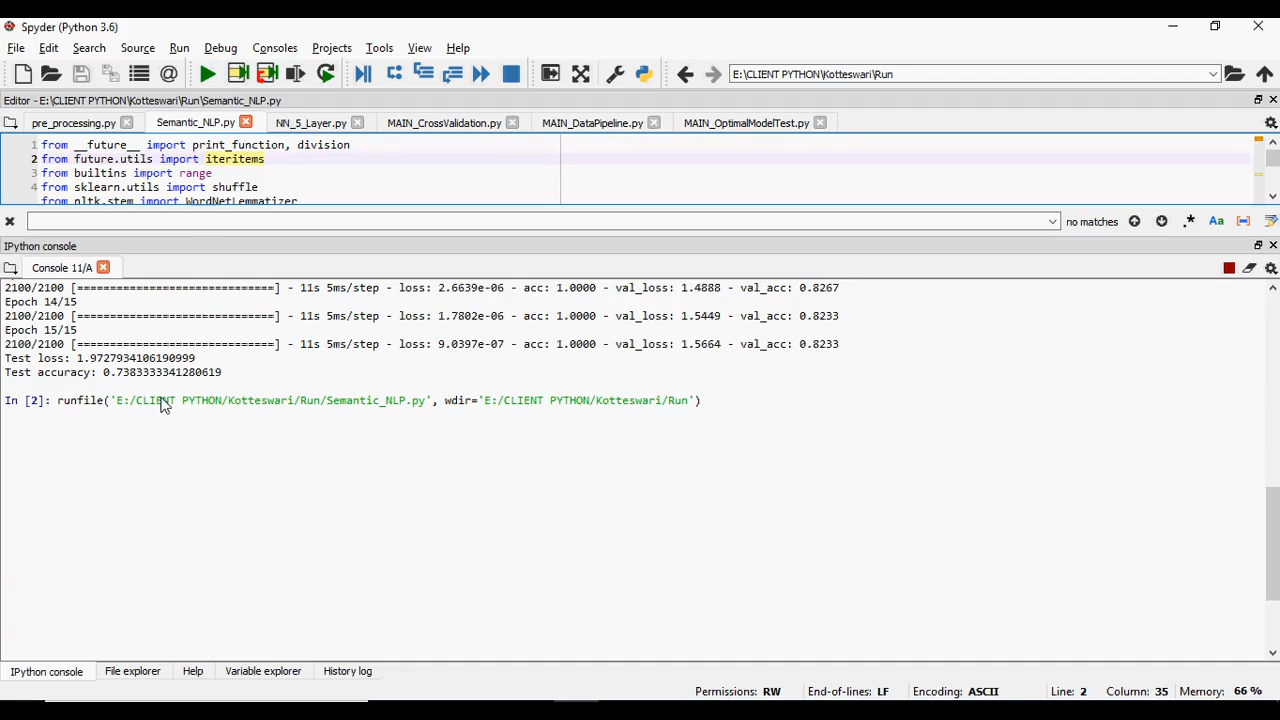 Spyder (Python 3.6)
File Edit Search Source Run Debug Consoles Projects Tools View Help
E:\CLIENT PYTHON\Kotteswari\Run
Editor - E:\CLIENT PYTHON\Kotteswari\Run\Semantic_NLP.py
pre_processing.py Semantic_NLP.py NN_5_Layer.py MAIN_CrossValidation.py MAIN_DataPipeline.py MAIN_OptimalModelTest.py
1 from __future__ import print_function, division
2 from future.utils import iteritems
3 from builtins import range
4 from sklearn.utils import shuffle
from nltk.stem import WordNetLemmatizer
no matches .* Aa
IPython console
Console 11/A
2100/2100 [==============================] - 11s 5ms/step - loss: 2.6639e-06 - acc: 1.0000 - val_loss: 1.4888 - val_acc: 0.8267
Epoch 14/15
2100/2100 [==============================] - 11s 5ms/step - loss: 1.7802e-06 - acc: 1.0000 - val_loss: 1.5449 - val_acc: 0.8233
Epoch 15/15
2100/2100 [==============================] - 11s 5ms/step - loss: 9.0397e-07 - acc: 1.0000 - val_loss: 1.5664 - val_acc: 0.8233
Test loss: 1.9727934106190999
Test accuracy: 0.7383333341280619
In [2]: runfile('E:/CLIENT PYTHON/Kotteswari/Run/Semantic_NLP.py', wdir='E:/CLIENT PYTHON/Kotteswari/Run')
IPython console File explorer Help Variable explorer History log
Permissions: RW End-of-lines: LF Encoding: ASCII Line: 2 Column: 35 Memory: 66 %